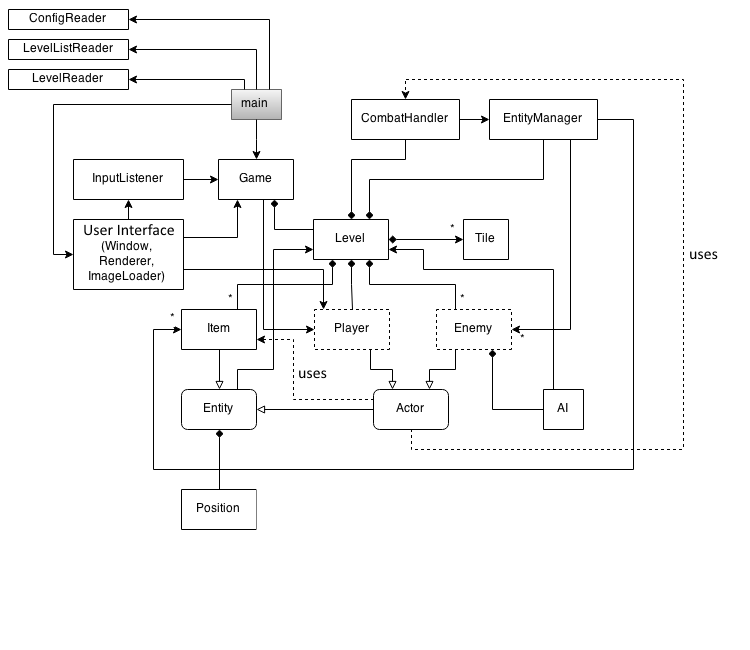 ConfigReader
LevelListReader
LevelReader
main
CombatHandler
EntityManager
InputListener
Game
User Interface
(Window,
Renderer,
ImageLoader)
Level
*
Tile
uses
*
*
*
Item
Player
Enemy
uses
Entity
Actor
AI
Position